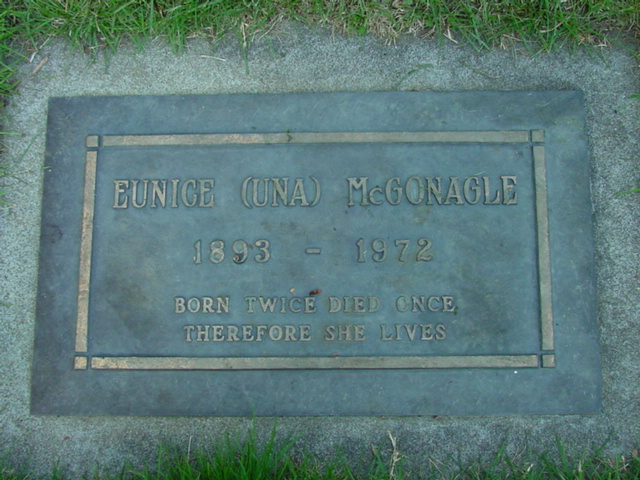 EUNICE (UNA) McGONAGLE
1893 - 1972
BORN TWICE DIED ONCE
THEREFORE SHE LIVES